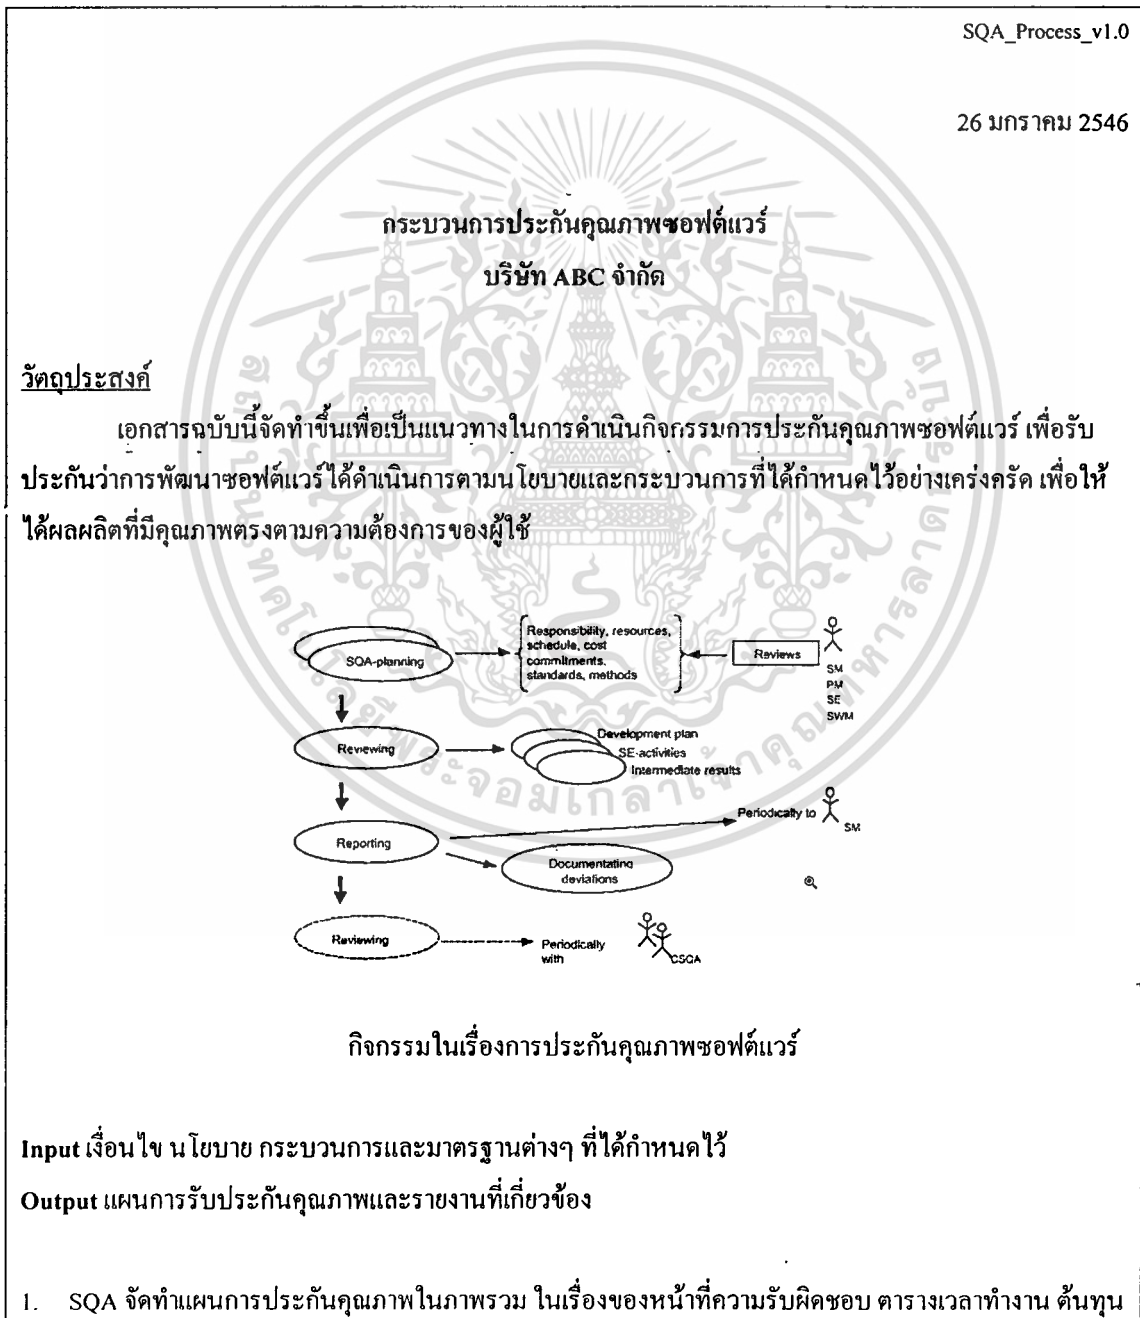 SQA_Process_v1.0
26 มกราคม 2546
กระบวนการประกันคุณภาพซอฟต์แวร์
บริษัท ABC จำกัด
วัตถุประสงค์
เอกสารฉบับนี้จัดทำขึ้นเพื่อเป็นแนวทางในการดำเนินกิจกรรมการประกันคุณภาพซอฟต์แวร์ เพื่อรับ
ประกันว่าการพัฒนาซอฟต์แวร์ได้ดำเนินการตามนโยบายและกระบวนการที่ได้กำหนดไว้อย่างเคร่งครัด เพื่อให้
ได้ผลผลิตที่มีคุณภาพตรงตามความต้องการของผู้ใช้
SQA-planning
Responsibility, resources,
schedule, cost
commitments,
standards, methods
Reviews
SM
PM
SE
SWM
Reviewing
Development plan
SE-activities
Intermediate results
Reporting
Periodically to
SM
Documentating
deviations
Reviewing
Periodically
with
CSQA
กิจกรรมในเรื่องการประกันคุณภาพซอฟต์แวร์
Input เงื่อนไข นโยบาย กระบวนการและมาตรฐานต่างๆ ที่ได้กำหนดไว้
Output แผนการรับประกันคุณภาพและรายงานที่เกี่ยวข้อง
1. SQA จัดทำแผนการประกันคุณภาพในภาพรวม ในเรื่องของหน้าที่ความรับผิดชอบ ตารางเวลาทำงาน ต้นทุน